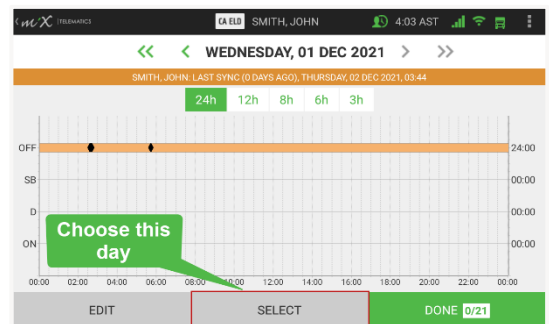 miX TELEMATICS CA ELD SMITH, JOHN 4:03 AST
<< < WEDNESDAY, 01 DEC 2021 > >>
SMITH, JOHN: LAST SYNC (0 DAYS AGO), THURSDAY, 02 DEC 2021, 03:44
24h 12h 8h 6h 3h
OFF 24:00
SB 00:00
D 00:00
Choose this
day
ON 00:00
00:00 02:00 04:00 06:00 08:00 10:00 12:00 14:00 16:00 18:00 20:00 22:00 00:00
EDIT SELECT DONE 0/21